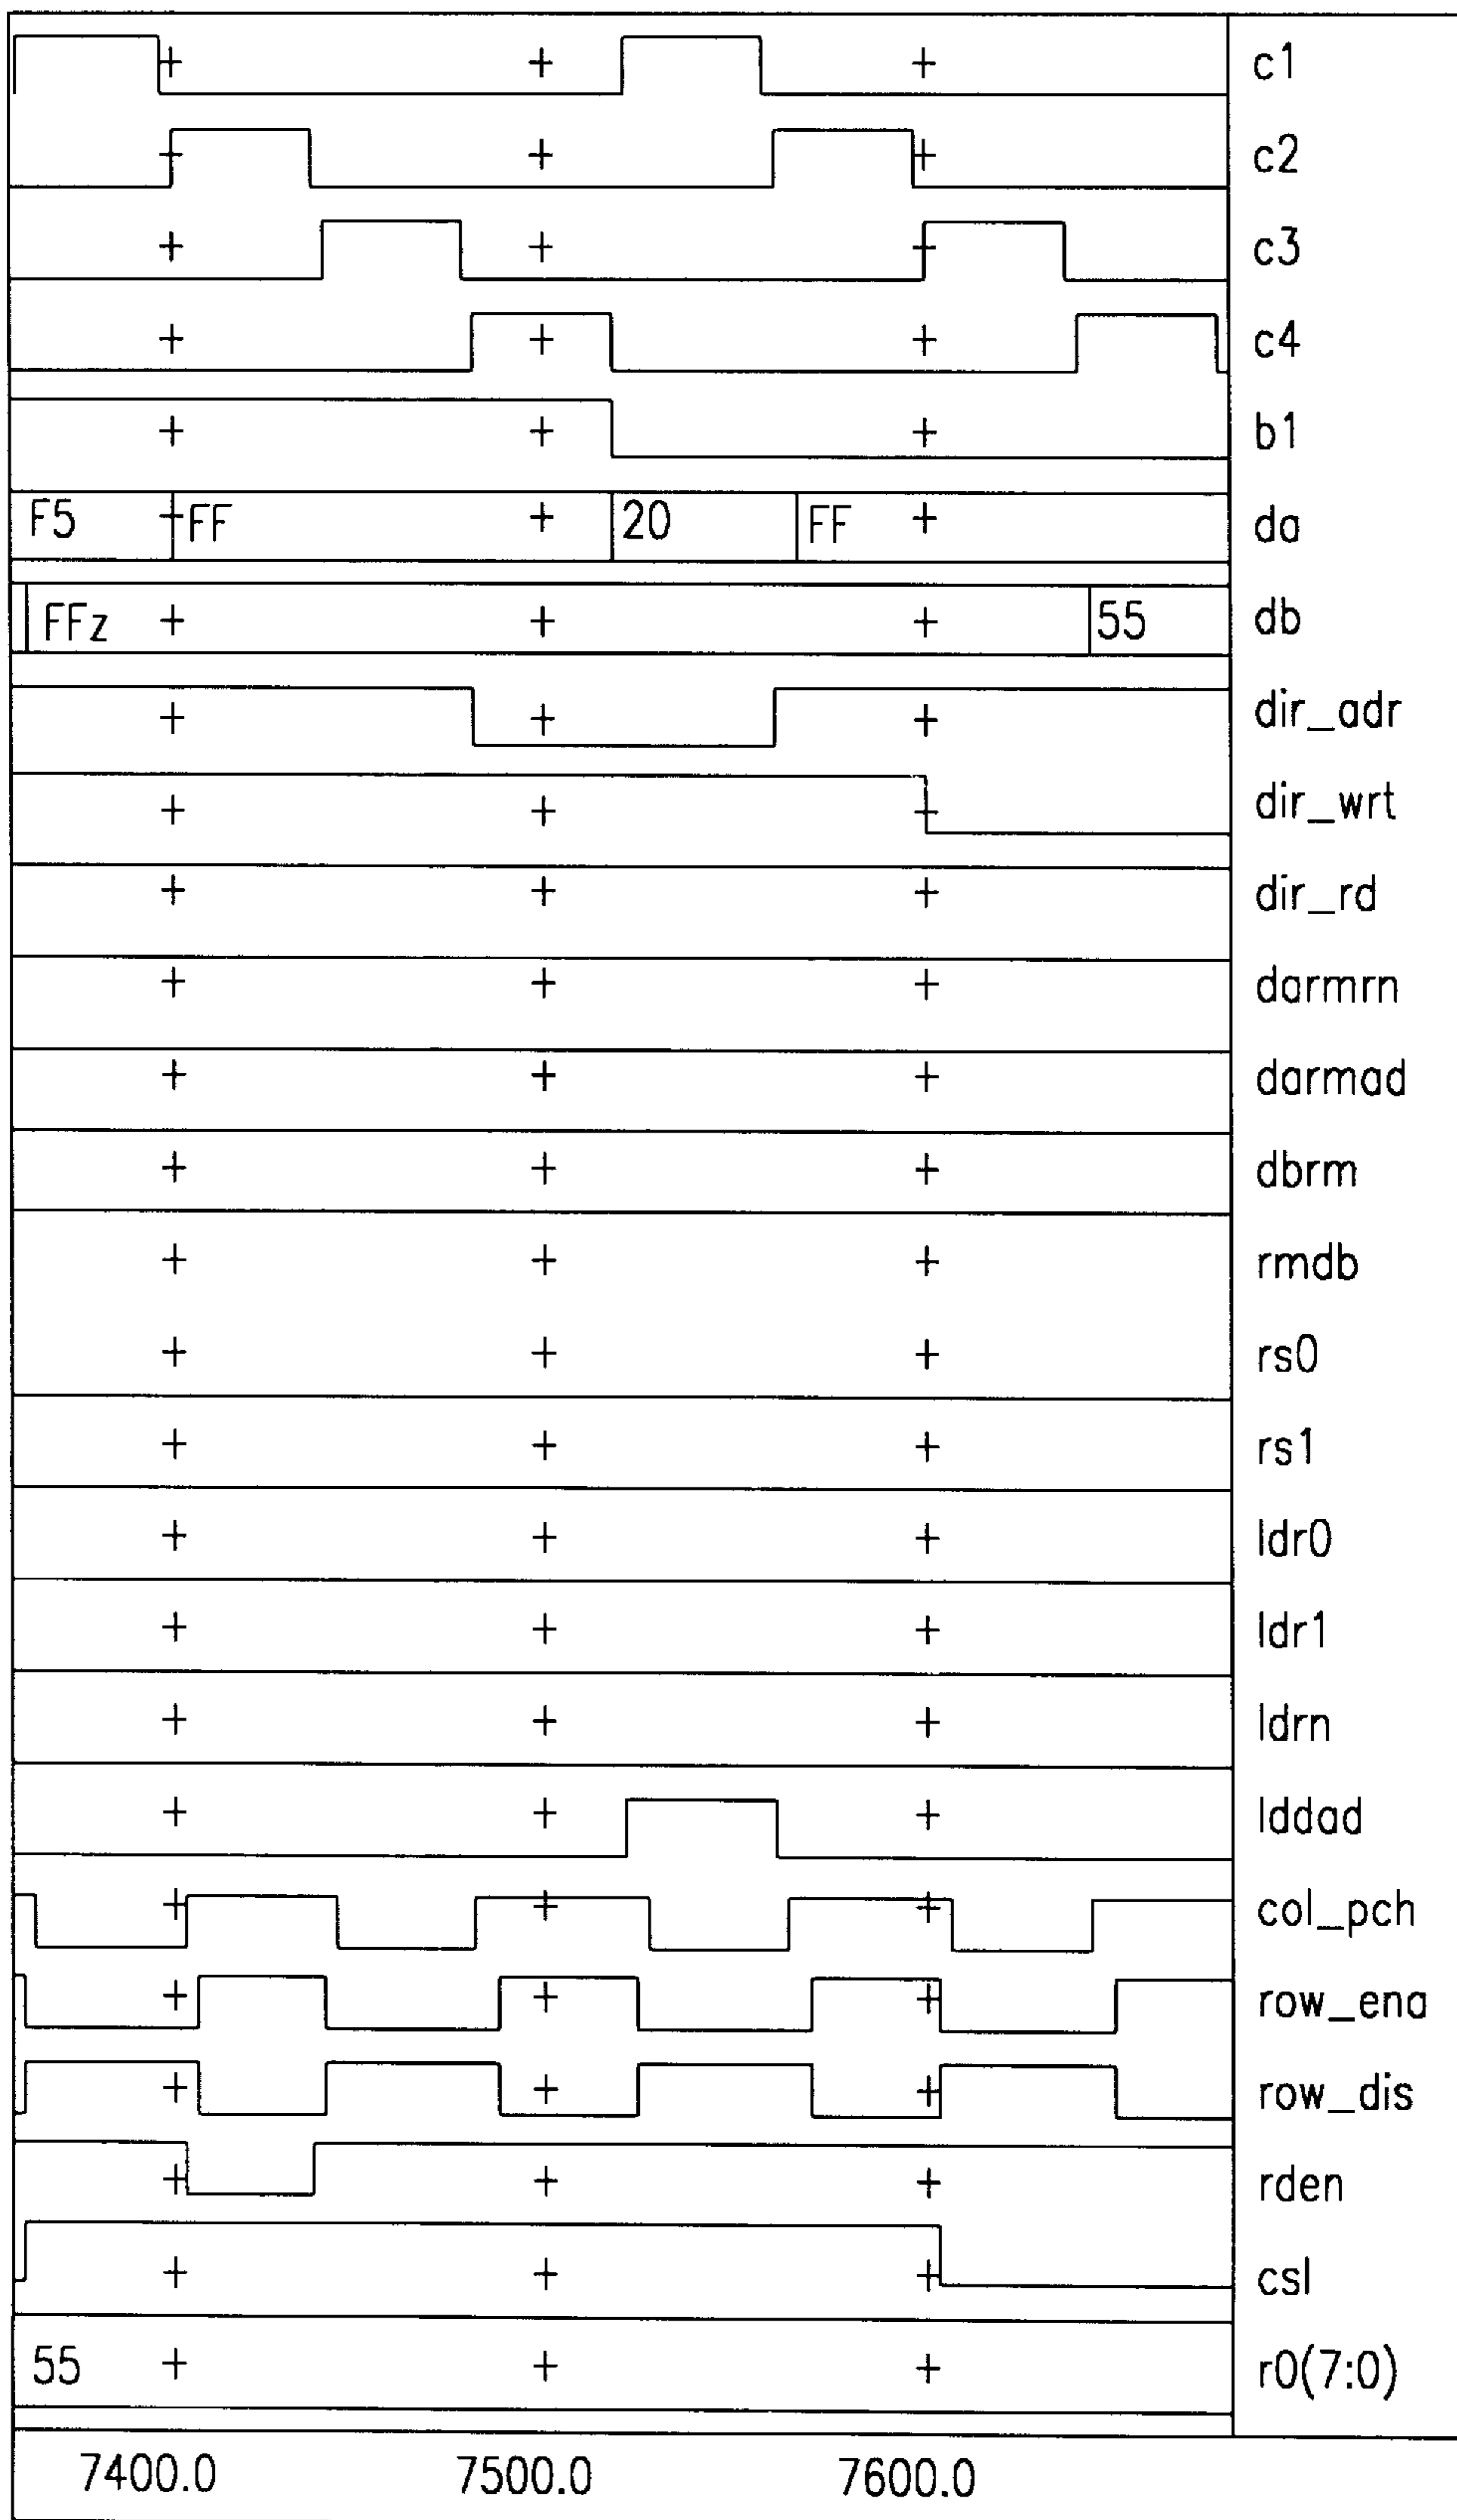 c1
c2
c3
c4
b1
F5 FF 20 FF da
FFz 55 db
dir_adr
dir_wrt
dir_rd
darmrn
darmad
dbrm
rmdb
rs0
rs1
ldr0
ldr1
ldrn
lddad
col_pch
row_ena
row_dis
rden
csl
55 r0(7:0)
7400.0 7500.0 7600.0